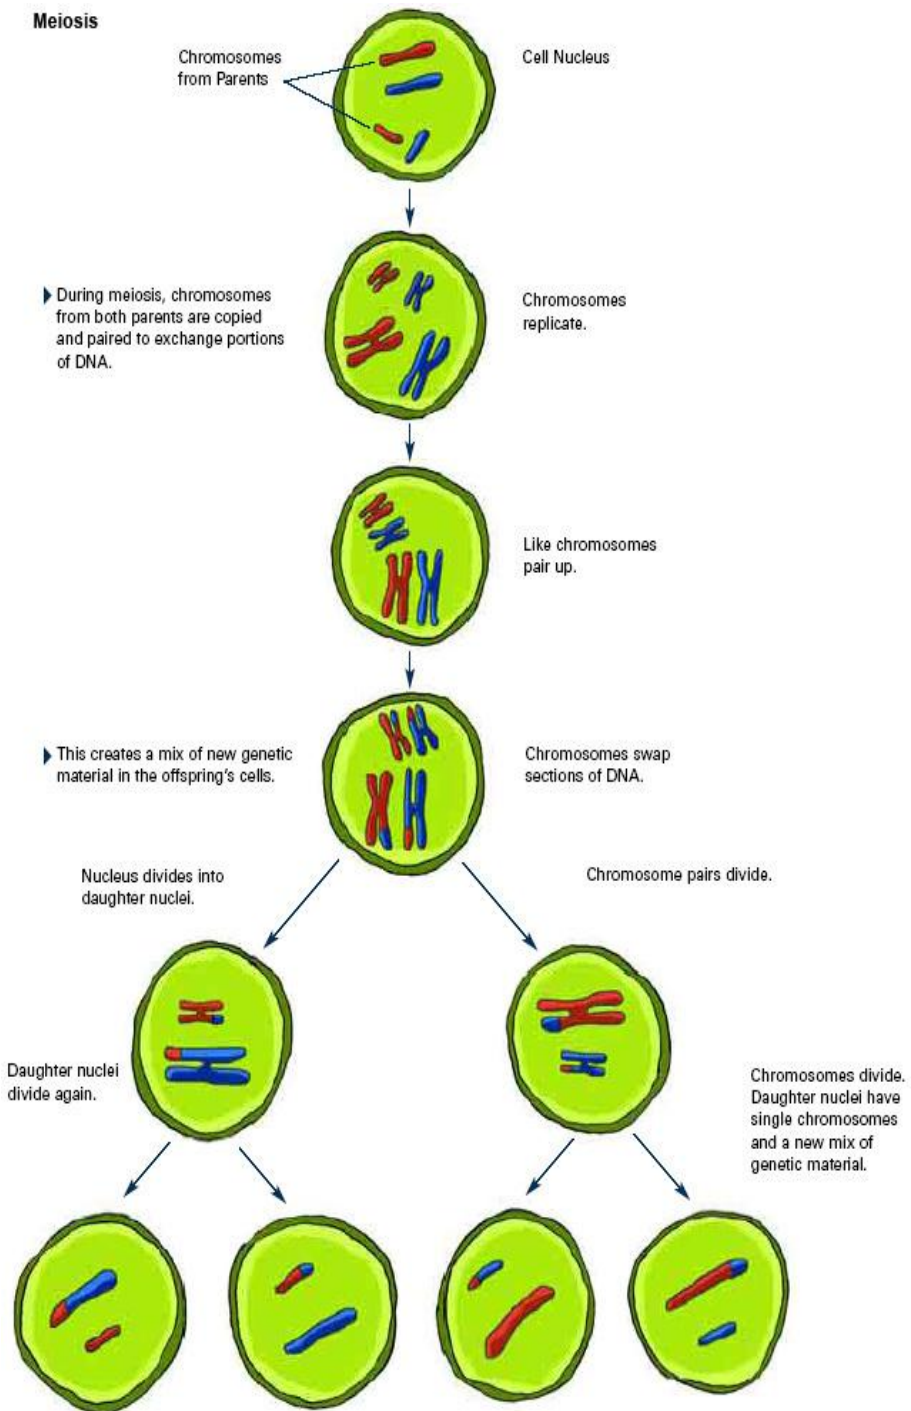 Meiosis
Chromosomes
from Parents
Cell Nucleus
During meiosis, chromosomes
from both parents are copied
and paired to exchange portions
of DNA.
Chromosomes
replicate.
Like chromosomes
pair up.
This creates a mix of new genetic
material in the offspring's cells.
Chromosomes swap
sections of DNA.
Nucleus divides into
daughter nuclei.
Chromosome pairs divide.
Daughter nuclei
divide again.
Chromosomes divide.
Daughter nuclei have
single chromosomes
and a new mix of
genetic material.